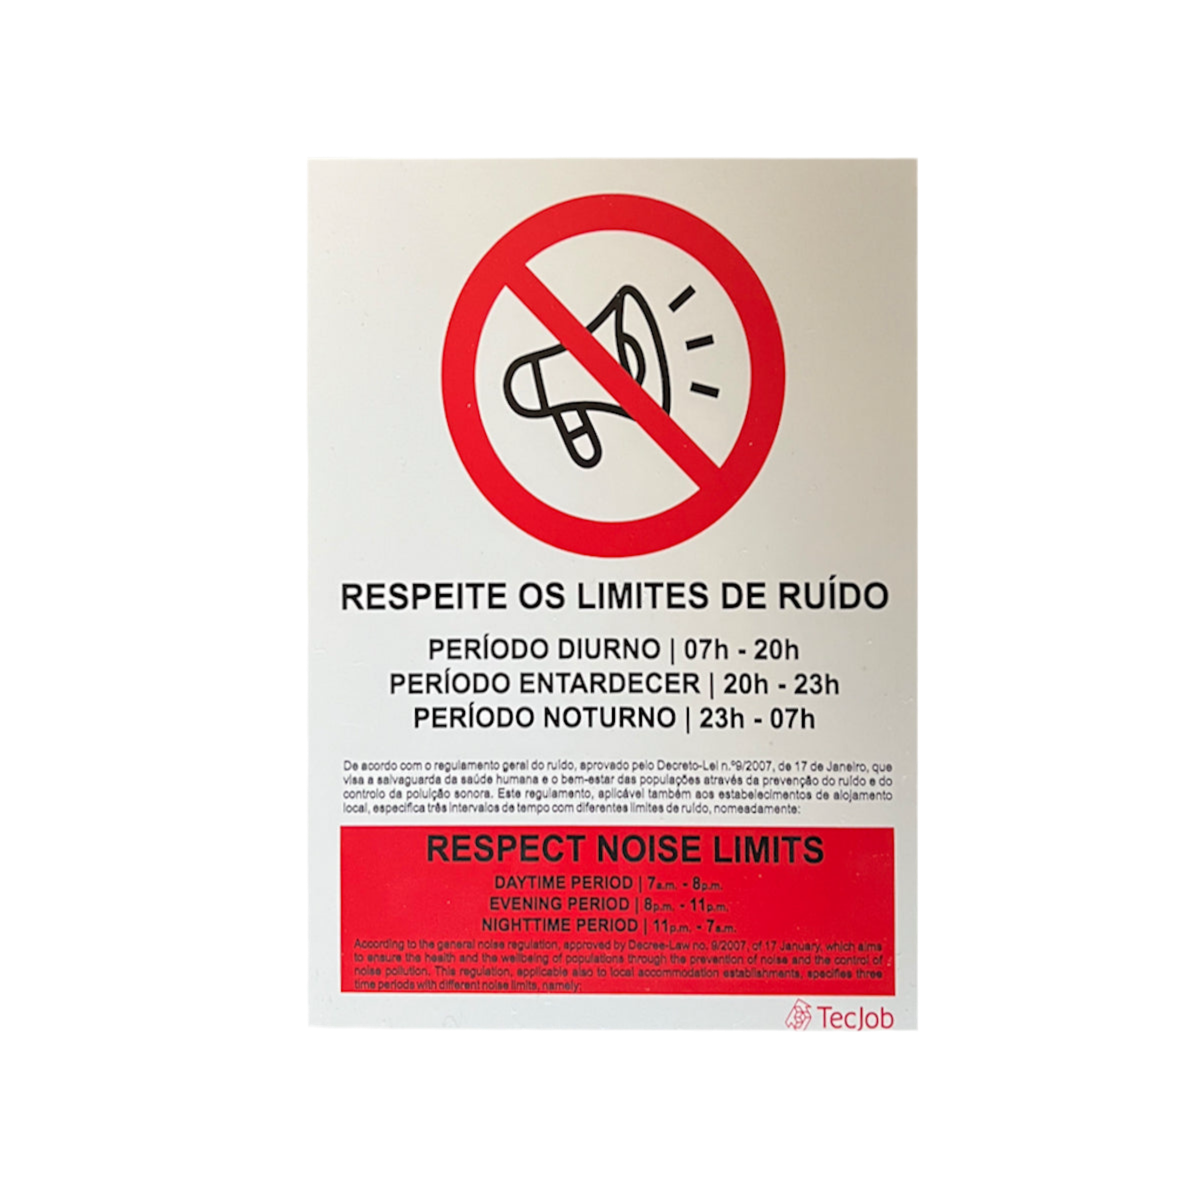 RESPEITE OS LIMITES DE RUÍDO
PERÍODO DIURNO | 07h - 20h
PERÍODO ENTARDECER | 20h - 23h
PERÍODO NOTURNO | 23h - 07h
De acordo com o regulamento geral do ruído, aprovado pelo Decreto-Lei n.º9/2007, de 17 de Janeiro, que
visa a salvaguarda da saúde humana e o bem-estar das populações através da prevenção do ruído e do
controlo da poluição sonora. Este regulamento, aplicável também aos estabelecimentos de alojamento
local, especifica três intervalos de tempo com diferentes limites de ruído, nomeadamente:
RESPECT NOISE LIMITS
DAYTIME PERIOD | 7a.m. - 8p.m.
EVENING PERIOD | 8p.m. - 11p.m.
NIGHTTIME PERIOD | 11p.m. - 7a.m.
According to the general noise regulation, approved by Decree-Law no. 9/2007, of 17 January, which aims
to ensure the health and the wellbeing of populations through the prevention of noise and the control of
noise pollution. This regulation, applicable also to local accommodation establishments, specifies three
time periods with different noise limits, namely:
TecJob